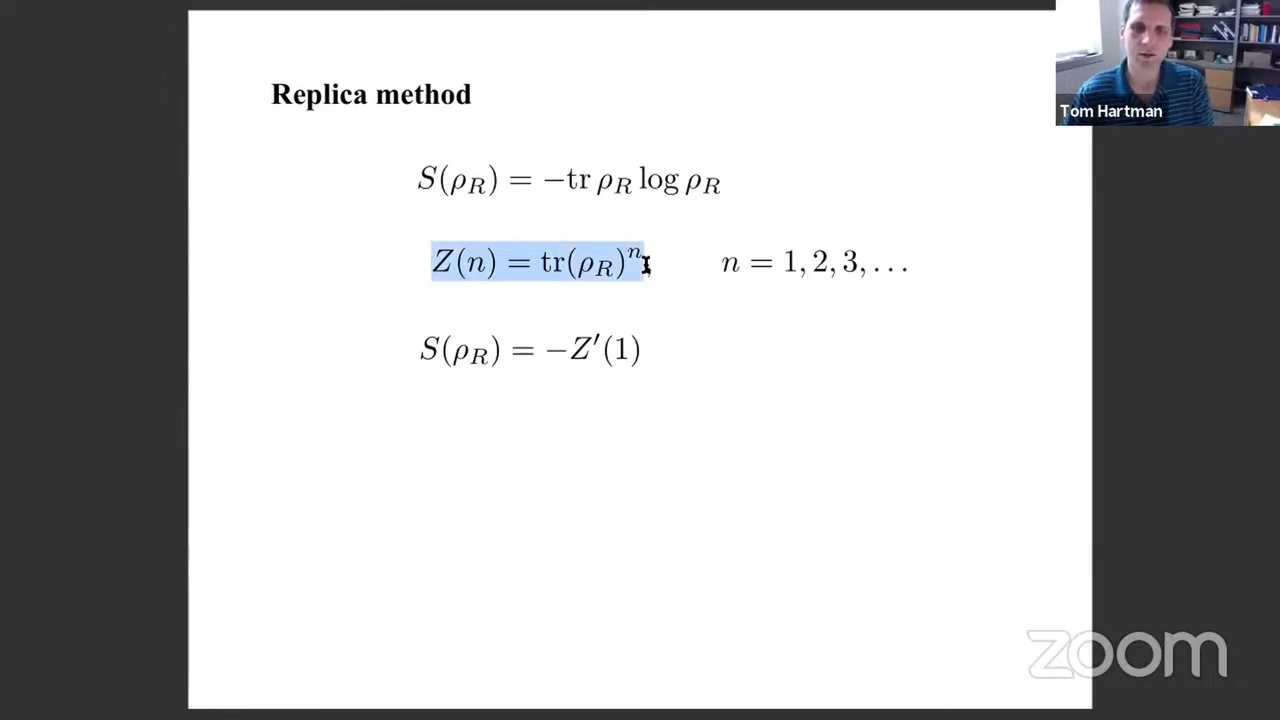 Replica method
S(ρ_R) = −tr ρ_R log ρ_R
Z(n) = tr(ρ_R)^n, n = 1, 2, 3, . . .
S(ρ_R) = −Z′(1)
Tom Hartman
zoom